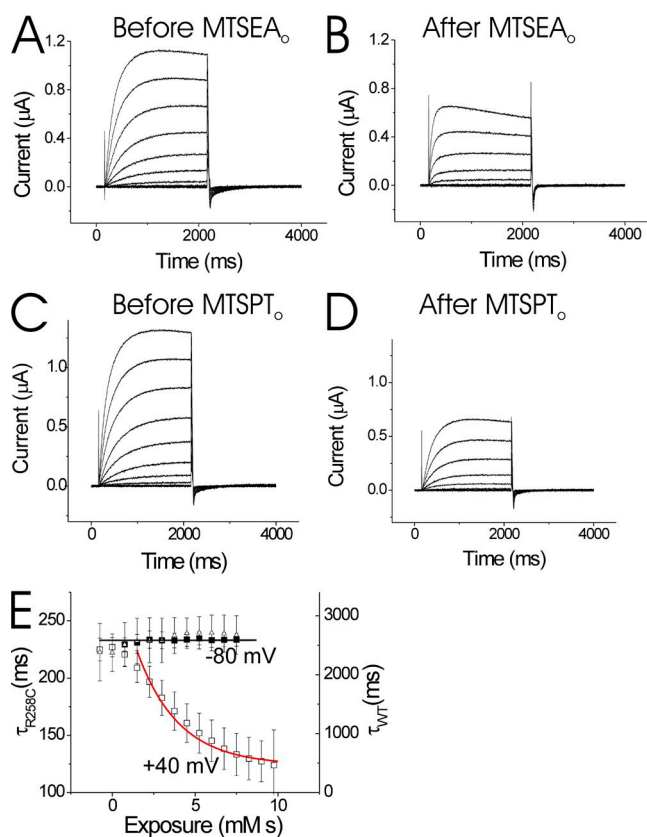 A Before MTSEAₒ
B After MTSEAₒ
Current (µA)
1.2
0.8
0.4
0.0
0 2000 4000
Time (ms)
Current (µA)
1.2
0.8
0.4
0.0
0 2000 4000
Time (ms)
C Before MTSPTₒ
D After MTSPTₒ
Current (µA)
1.0
0.5
0.0
0 2000 4000
Time (ms)
Current (µA)
1.0
0.5
0.0
0 2000 4000
Time (ms)
E
τR258C(ms)
250
200
150
100
-80 mV
+40 mV
3000
2000
1000
0
τWT(ms)
0 5 10
Exposure (mM s)